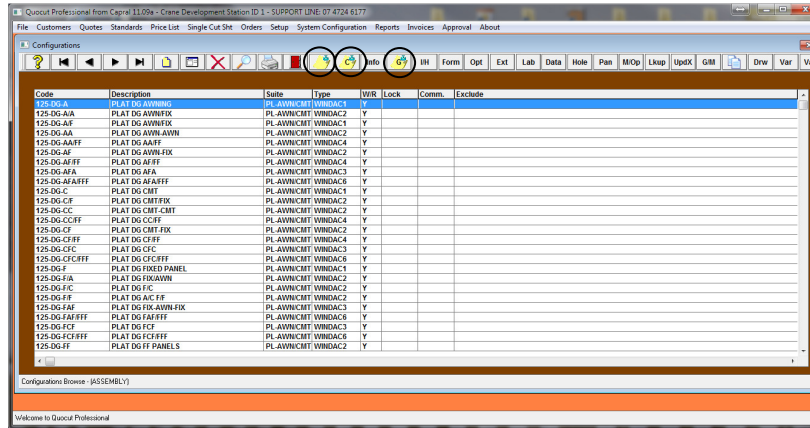 Quocut Professional from Capral 11.09a - Crane Development Station ID 1 - SUPPORT LINE: 07 4724 6177
File Customers Quotes Standards Price List Single Cut Sht Orders Setup System Configuration Reports Invoices Approval About
Configurations
C G I/H Form Opt Ext Lab Data Hole Pan M/Op Lkup UpdX G/M Drw Var
Code Description Suite Type W/R Lock Comm. Exclude
125-DG-A PLAT DG AWNING PL-AWN/CMT WINDAC1 Y
125-DG-A/A PLAT DG AWN/FIX PL-AWN/CMT WINDAC2 Y
125-DG-A/F PLAT DG AWN/FIX PL-AWN/CMT WINDAC1 Y
125-DG-AA PLAT DG AWN-AWN PL-AWN/CMT WINDAC2 Y
125-DG-AA/FF PLAT DG AA/FF PL-AWN/CMT WINDAC4 Y
125-DG-AF PLAT DG AWN-FIX PL-AWN/CMT WINDAC2 Y
125-DG-AF/FF PLAT DG AF/FF PL-AWN/CMT WINDAC4 Y
125-DG-AFA PLAT DG AFA PL-AWN/CMT WINDAC3 Y
125-DG-AFA/FFF PLAT DG AFA/FFF PL-AWN/CMT WINDAC6 Y
125-DG-C PLAT DG CMT PL-AWN/CMT WINDAC1 Y
125-DG-C/F PLAT DG CMT/FIX PL-AWN/CMT WINDAC2 Y
125-DG-CC PLAT DG CMT-CMT PL-AWN/CMT WINDAC2 Y
125-DG-CC/FF PLAT DG CC/FF PL-AWN/CMT WINDAC4 Y
125-DG-CF PLAT DG CMT-FIX PL-AWN/CMT WINDAC2 Y
125-DG-CF/FF PLAT DG CF/FF PL-AWN/CMT WINDAC4 Y
125-DG-CFC PLAT DG CFC PL-AWN/CMT WINDAC3 Y
125-DG-CFC/FFF PLAT DG CFC/FFF PL-AWN/CMT WINDAC6 Y
125-DG-F PLAT DG FIXED PANEL PL-AWN/CMT WINDAC1 Y
125-DG-F/A PLAT DG FIX/AWN PL-AWN/CMT WINDAC2 Y
125-DG-F/C PLAT DG F/C PL-AWN/CMT WINDAC2 Y
125-DG-F/F PLAT DG A/C F/F PL-AWN/CMT WINDAC2 Y
125-DG-FAF PLAT DG FIX-AWN-FIX PL-AWN/CMT WINDAC3 Y
125-DG-FAF/FFF PLAT DG FAF/FFF PL-AWN/CMT WINDAC6 Y
125-DG-FCF PLAT DG FCF PL-AWN/CMT WINDAC3 Y
125-DG-FCF/FFF PLAT DG FCF/FFF PL-AWN/CMT WINDAC6 Y
125-DG-FF PLAT DG FF PANELS PL-AWN/CMT WINDAC2 Y
Configurations Browse - (ASSEMBLY)
Welcome to Quocut Professional